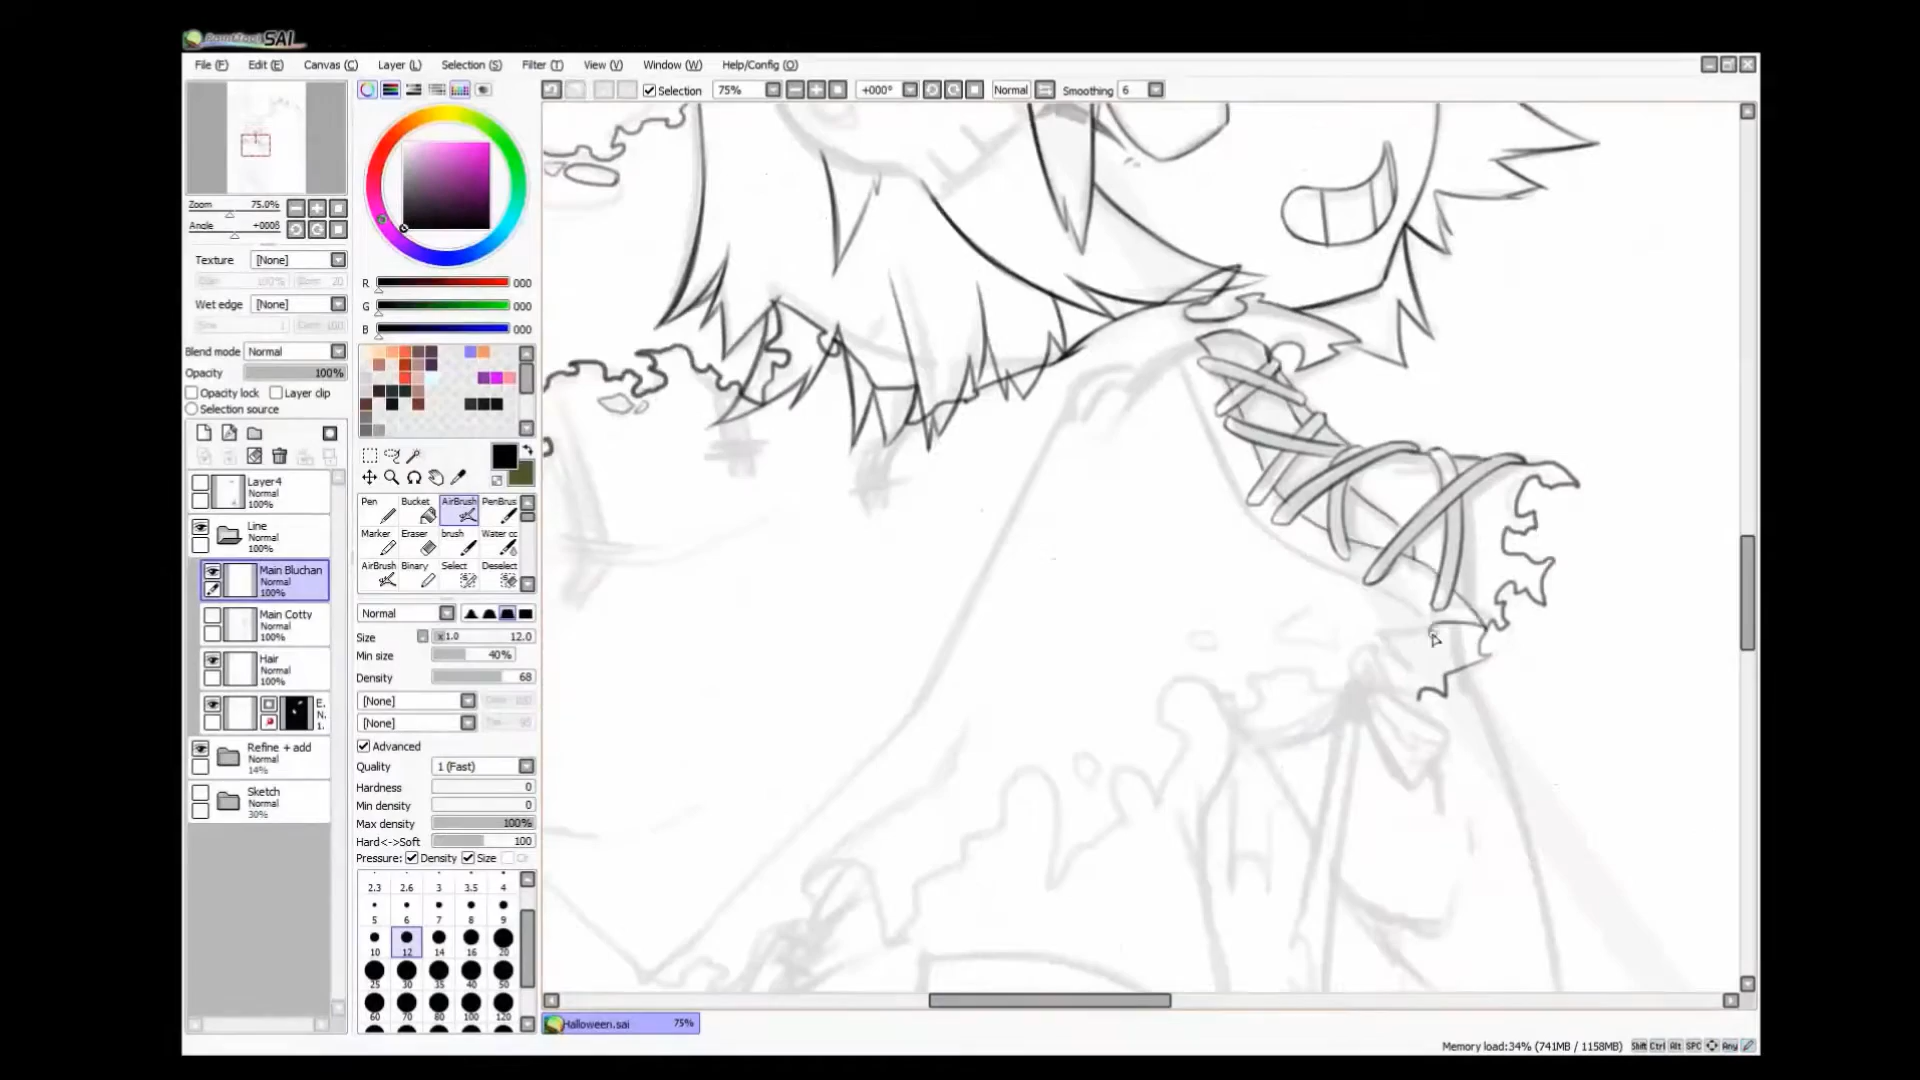 PaintTool SAI
File (F) Edit (E) Canvas (C) Layer (L) Selection (S) Filter (T) View (V) Window (W) Help/Config (O)
Selection 75% +000° Normal Smoothing 6
Zoom 75.0%
Angle
Texture [None]
Wet edge [None]
Blend mode Normal
Opacity 100%
Opacity lock Layer clip
Selection source
Layer4
Normal
100%
Line
Normal
100%
Main Bluchan
Normal
100%
Main Cotty
Normal
100%
Hair
Normal
100%
E.
N.
1.
Refine + add
Normal
14%
Sketch
Normal
30%
R 000
G 000
B 000
Pen Bucket AirBrush PenBrus
Marker Eraser brush Water cc
AirBrush Binary Select Deselect
Normal
Size x1.0 12.0
Min size 40%
Density 68
[None]
[None]
Advanced
Quality 1 (Fast)
Hardness 0
Min density 0
Max density 100%
Hard<->Soft 100
Pressure: Density Size
2.3 2.6 3 3.5 4
5 6 7 8 9
10 12 14 16 20
25 30 35 40 50
60 70 80 100 120
Halloween.sai 75%
Memory load:34% (741MB / 1158MB) Shift Ctrl Alt SPC Any